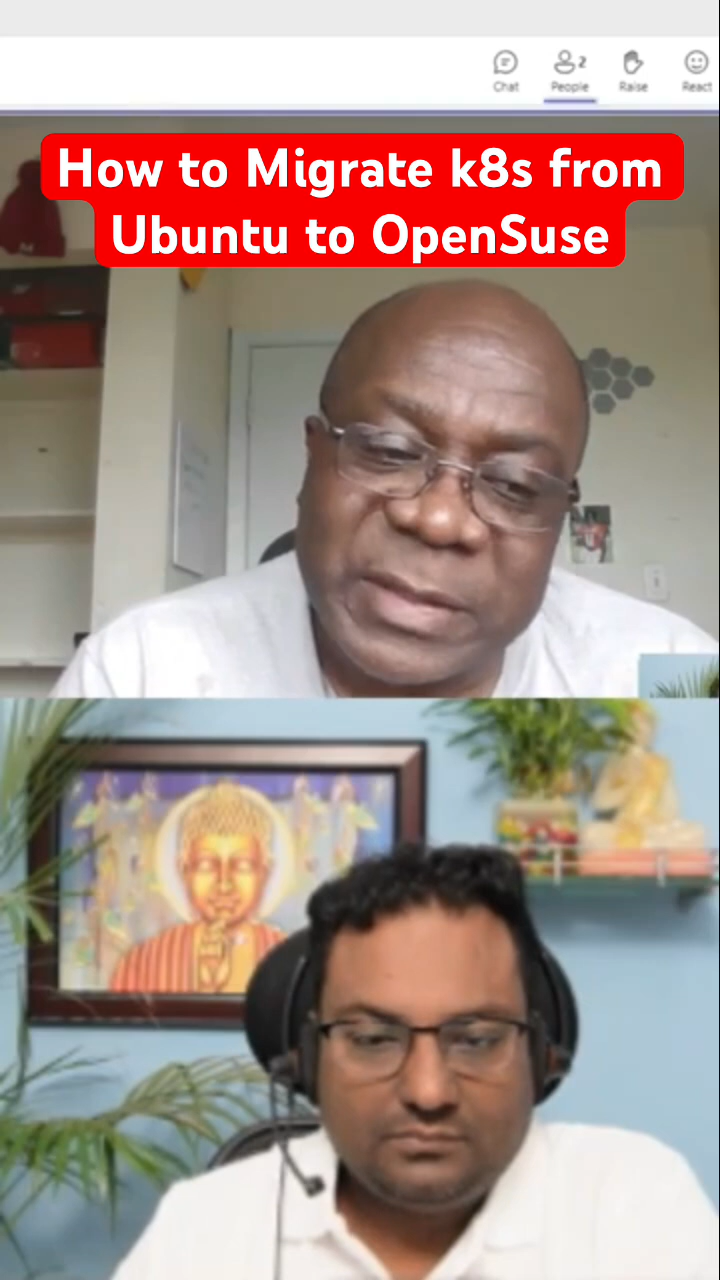 Chat
2
People
Raise
React
How to Migrate k8s from
Ubuntu to OpenSuse